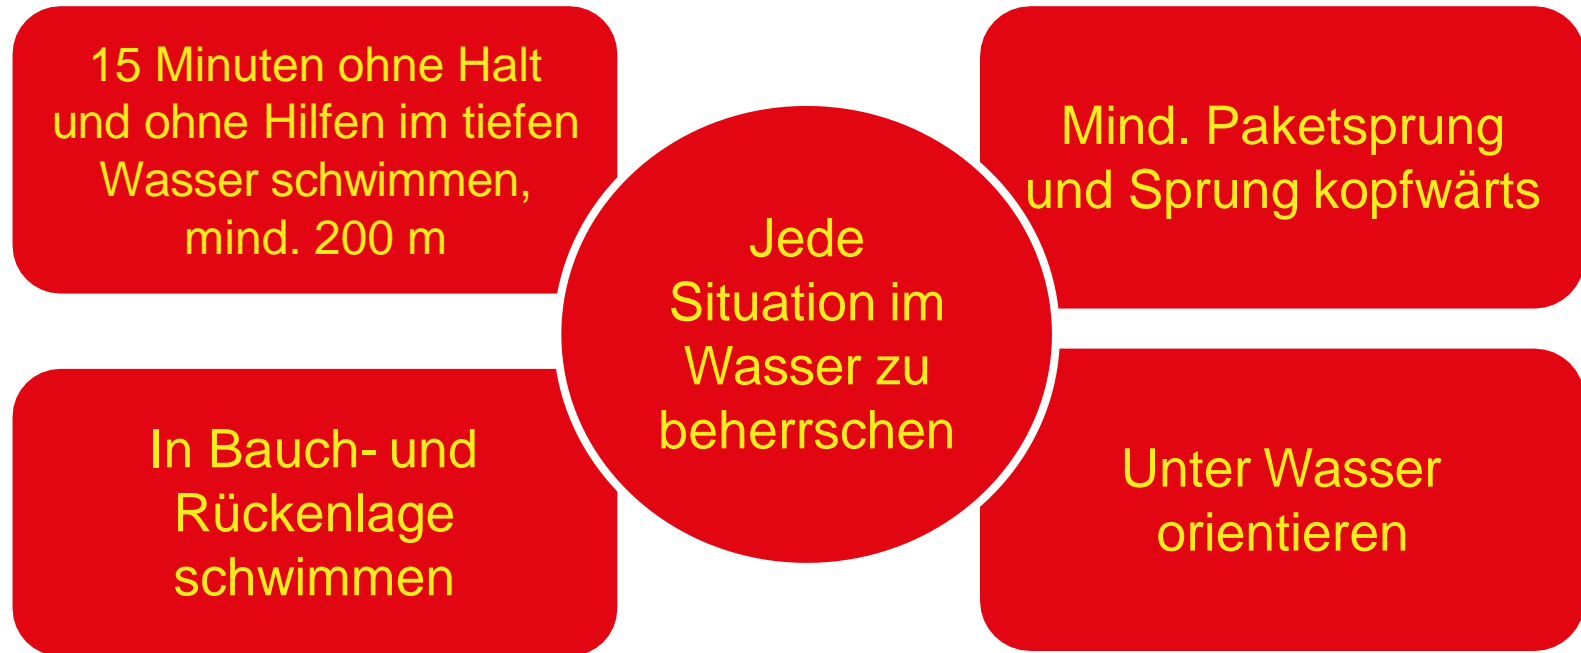 15 Minuten ohne Halt
und ohne Hilfen im tiefen
Wasser schwimmen,
mind. 200 m
Mind. Paketsprung
und Sprung kopfwärts
Jede
Situation im
Wasser zu
beherrschen
In Bauch- und
Rückenlage
schwimmen
Unter Wasser
orientieren